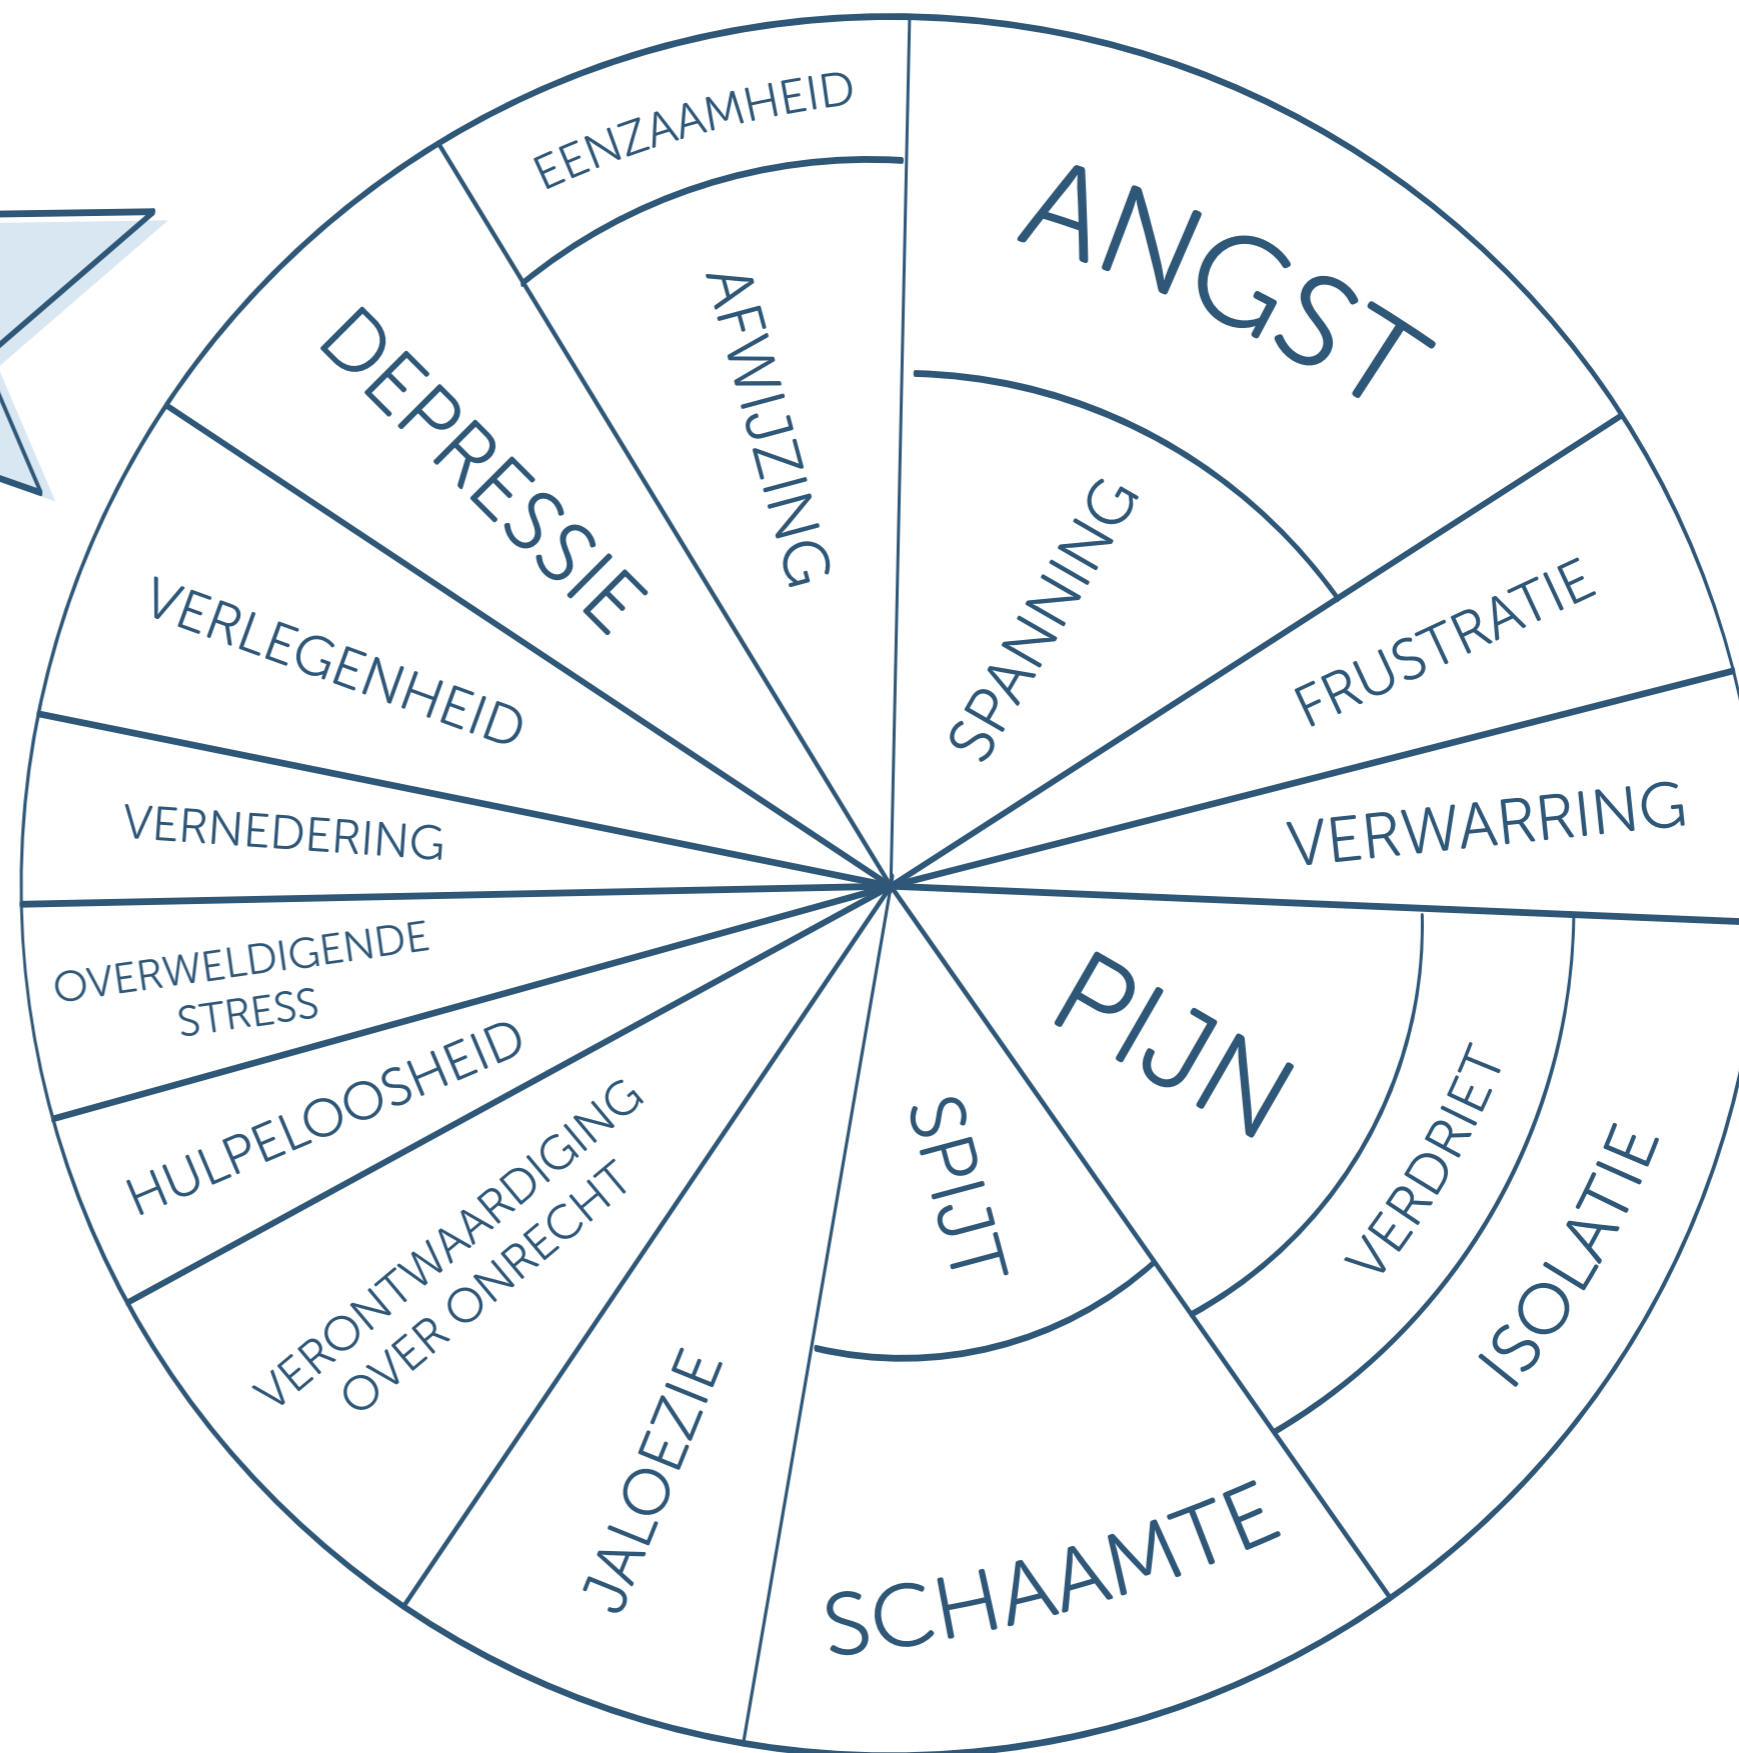 EENZAAMHEID
AFWIJZING
ANGST
SPANNING
FRUSTRATIE
VERWARRING
PIJN
VERDRIET
ISOLATIE
SPIJT
SCHAAMTE
JALOEZIE
VERONTWAARDIGING
OVER ONRECHT
HULPELOOSHEID
OVERWELDIGENDE
STRESS
VERNEDERING
VERLEGENHEID
DEPRESSIE